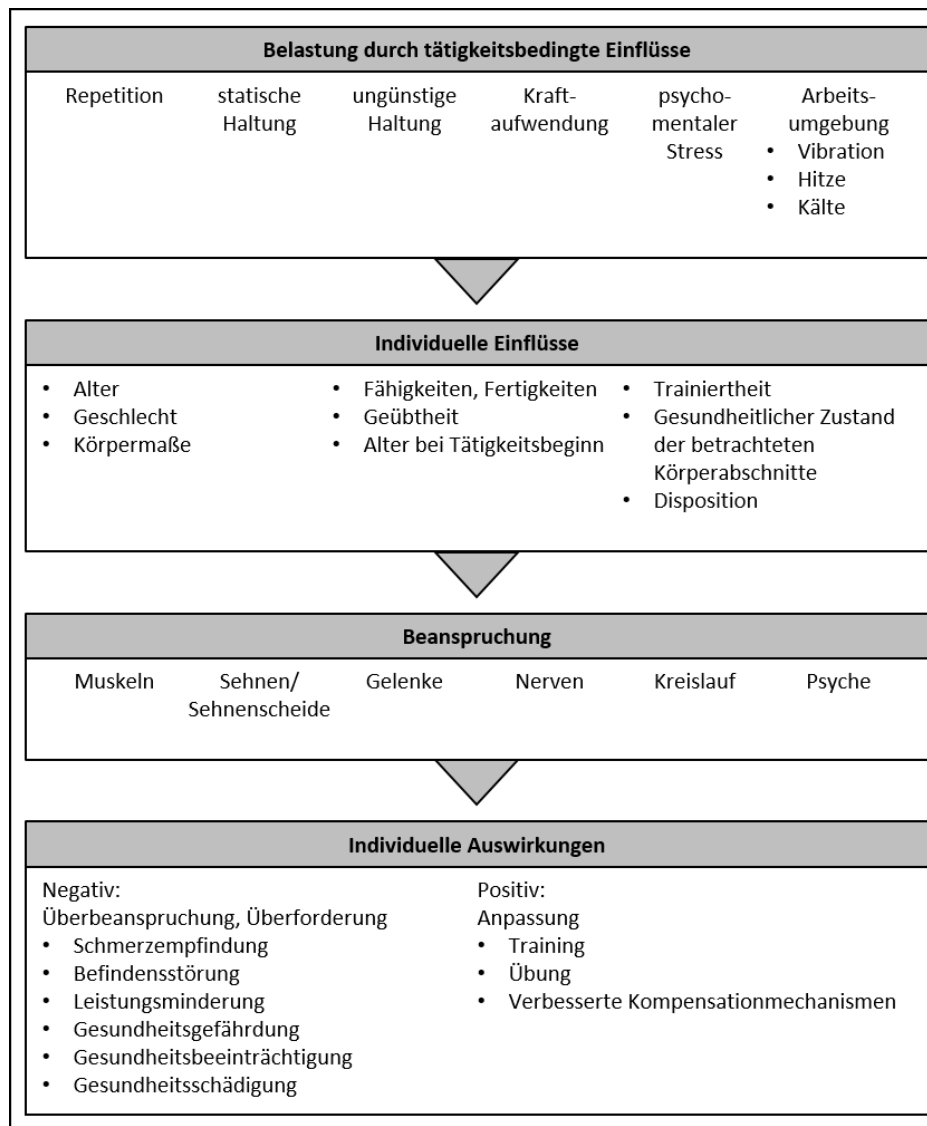 Belastung durch tätigkeitsbedingte Einflüsse
Repetition
statische
Haltung
ungünstige
Haltung
Kraft-
aufwendung
psycho-
mentaler
Stress
Arbeits-
umgebung
• Vibration
• Hitze
• Kälte
Individuelle Einflüsse
• Alter
• Geschlecht
• Körpermaße
• Fähigkeiten, Fertigkeiten
• Geübtheit
• Alter bei Tätigkeitsbeginn
• Trainiertheit
• Gesundheitlicher Zustand
der betrachteten
Körperabschnitte
• Disposition
Beanspruchung
Muskeln
Sehnen/
Sehnenscheide
Gelenke
Nerven
Kreislauf
Psyche
Individuelle Auswirkungen
Negativ:
Überbeanspruchung, Überforderung
• Schmerzempfindung
• Befindensstörung
• Leistungsminderung
• Gesundheitsgefährdung
• Gesundheitsbeeinträchtigung
• Gesundheitsschädigung
Positiv:
Anpassung
• Training
• Übung
• Verbesserte Kompensationmechanismen